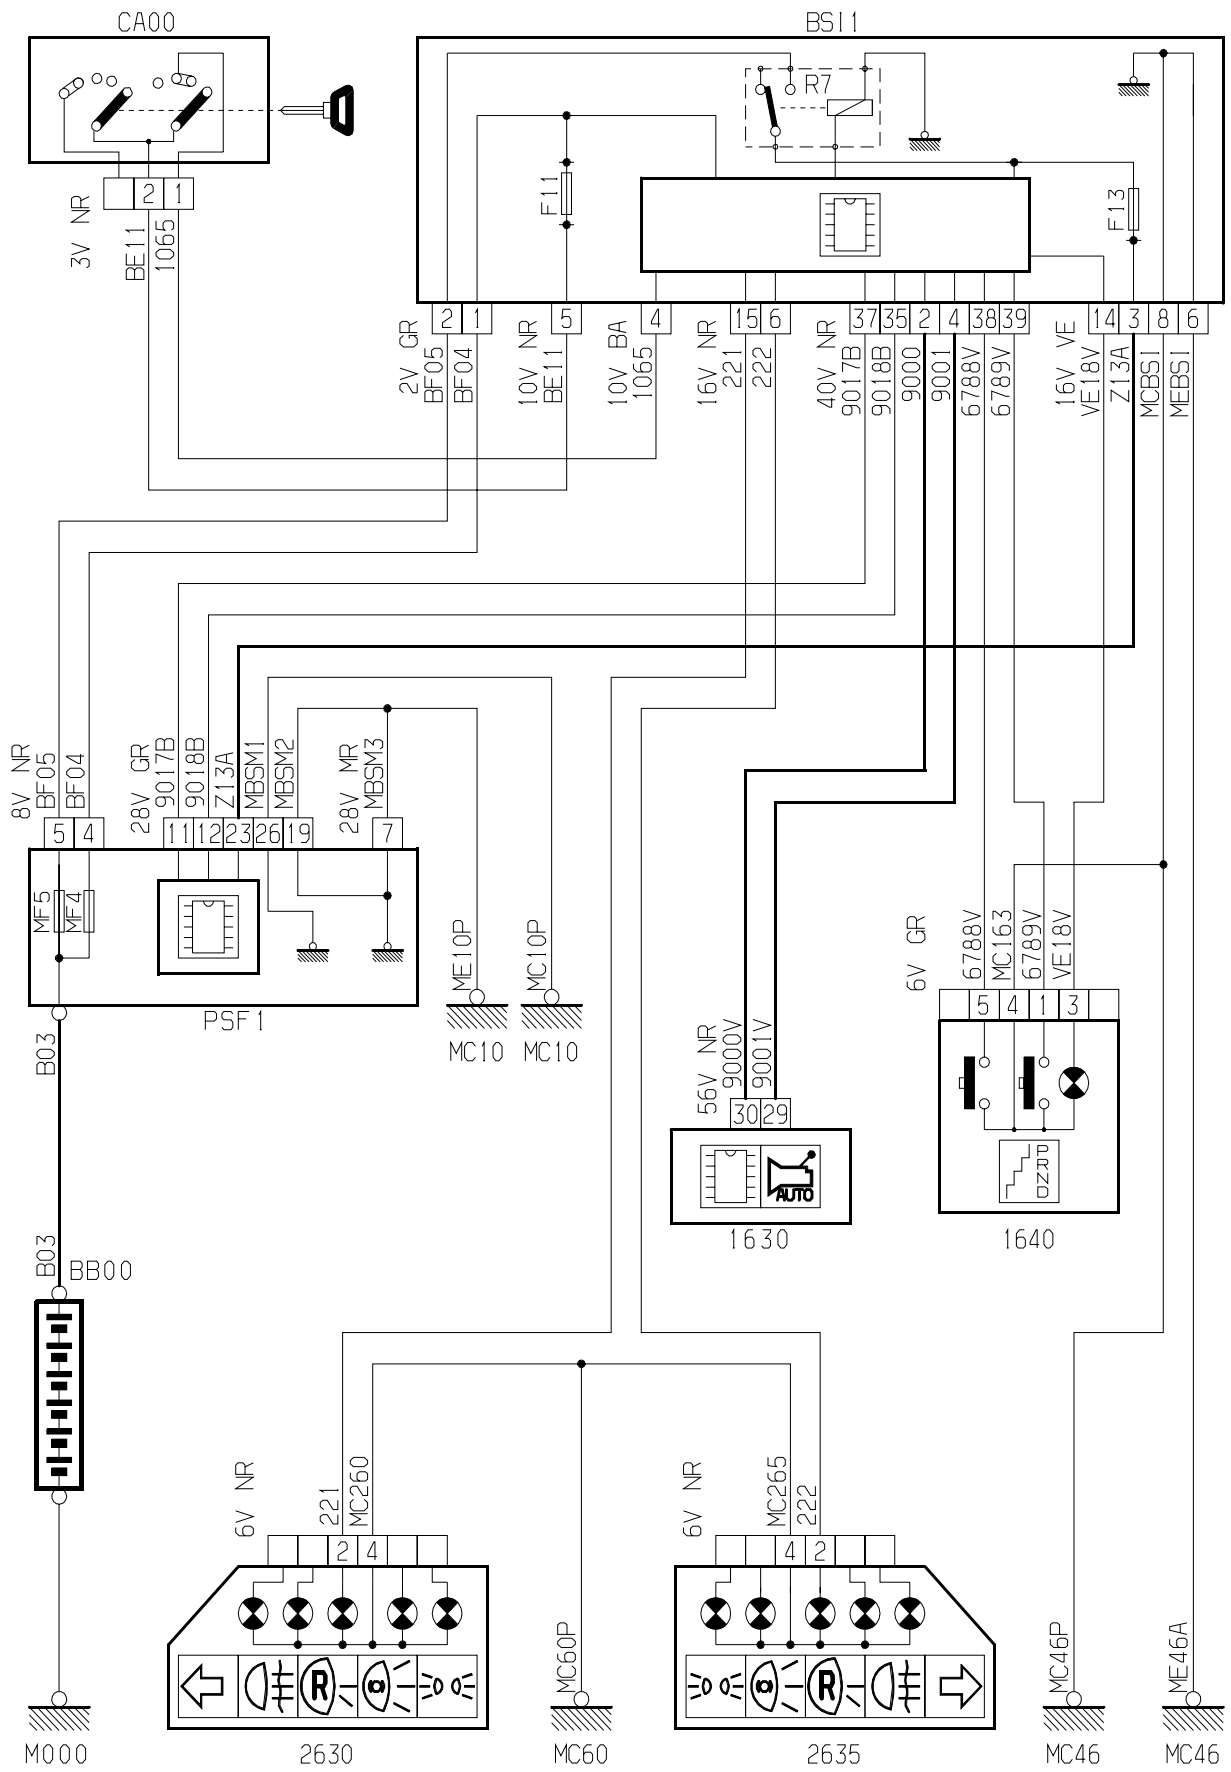 CA00
BSI1
R7
F11
F13
2
1
3V NR
BE11
1065
2
1
5
4
15
6
37
35
2
4
38
39
14
3
8
6
2V GR
BF05
BF04
10V NR
BE11
10V BA
1065
16V NR
221
222
40V NR
9017B
9018B
9000
9001
6788V
6789V
16V VE
VE18V
Z13A
MCBSI
MEBSI
8V NR
BF05
BF04
28V GR
9017B
9018B
Z13A
MBSM1
MBSM2
28V MR
MBSM3
5
4
11
12
23
26
19
7
MF5
MF4
PSF1
ME10P
MC10P
MC10
MC10
6V GR
6788V
MC163
6789V
VE18V
5
4
1
3
PRND
1640
56V NR
9000V
9001V
30
29
AUTO
1630
B03
B03
BB00
6V NR
221
MC260
2
4
6V NR
MC265
222
4
2
R
R
MC60P
MC46P
ME46A
M000
2630
MC60
2635
MC46
MC46